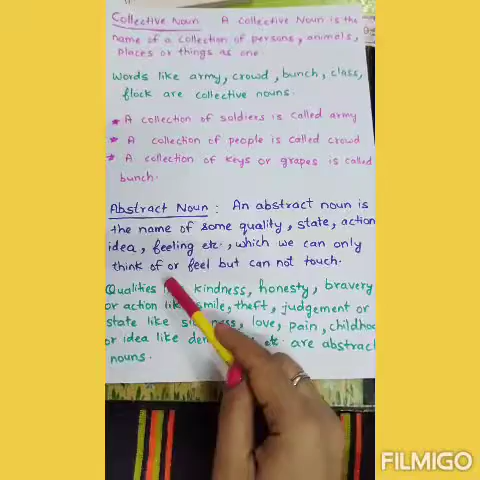 Collective Noun A collective Noun is the
name of a collection of persons, animals,
places or things as one.
Words like army, crowd, bunch, class,
flock are collective nouns.
* A collection of soldiers is called army
* A collection of people is called crowd
* A collection of keys or grapes is called
bunch.
Abstract Noun : An abstract noun is
the name of some quality, state, action
idea, feeling etc., which we can only
think of or feel but can not touch.
Qualities kindness, honesty, bravery
or action like smile, theft, judgement or
state like love, pain, childhoo
or idea like etc. are abstract
nouns.
FILMIGO